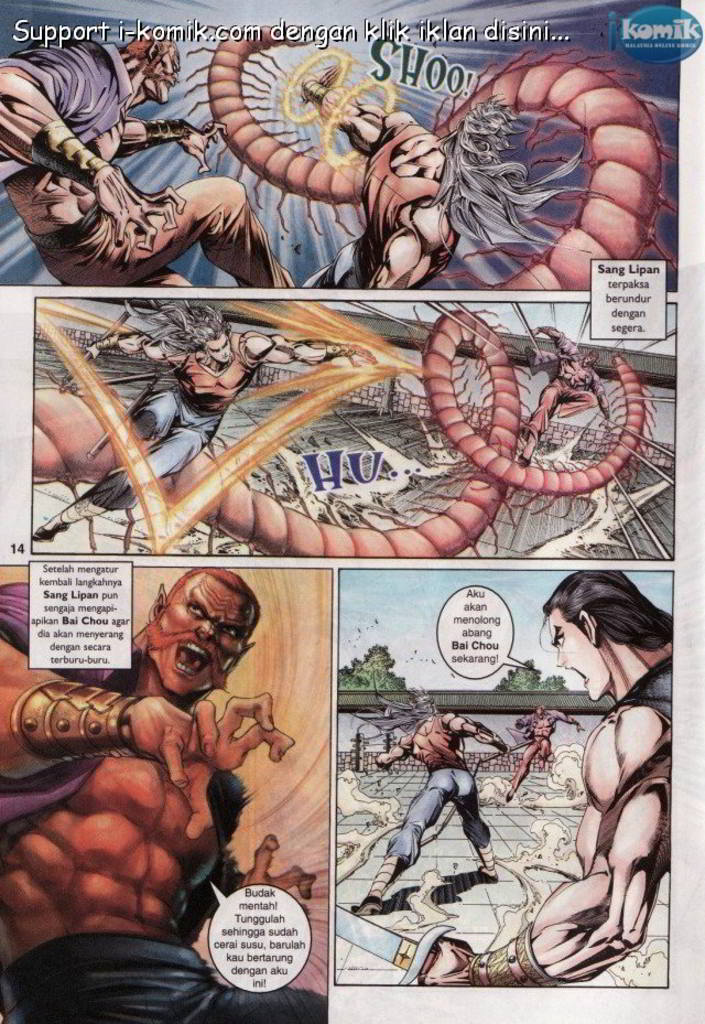 Support i-komik.com dengan klik iklan disini...
i komik
MALAYSIA ONLINE KOMIK
SHOO!
Sang Lipan
terpaksa
berundur
dengan
segera.
HU...
14
Setelah mengatur
kembali langkahnya
Sang Lipan pun
sengaja mengapi-
apikan Bai Chou agar
dia akan menyerang
dengan secara
terburu-buru.
Aku
akan
menolong
abang
Bai Chou
sekarang!
Budak
mentah!
Tunggulah
sehingga sudah
cerai susu, barulah
kau bertarung
dengan aku
ini!